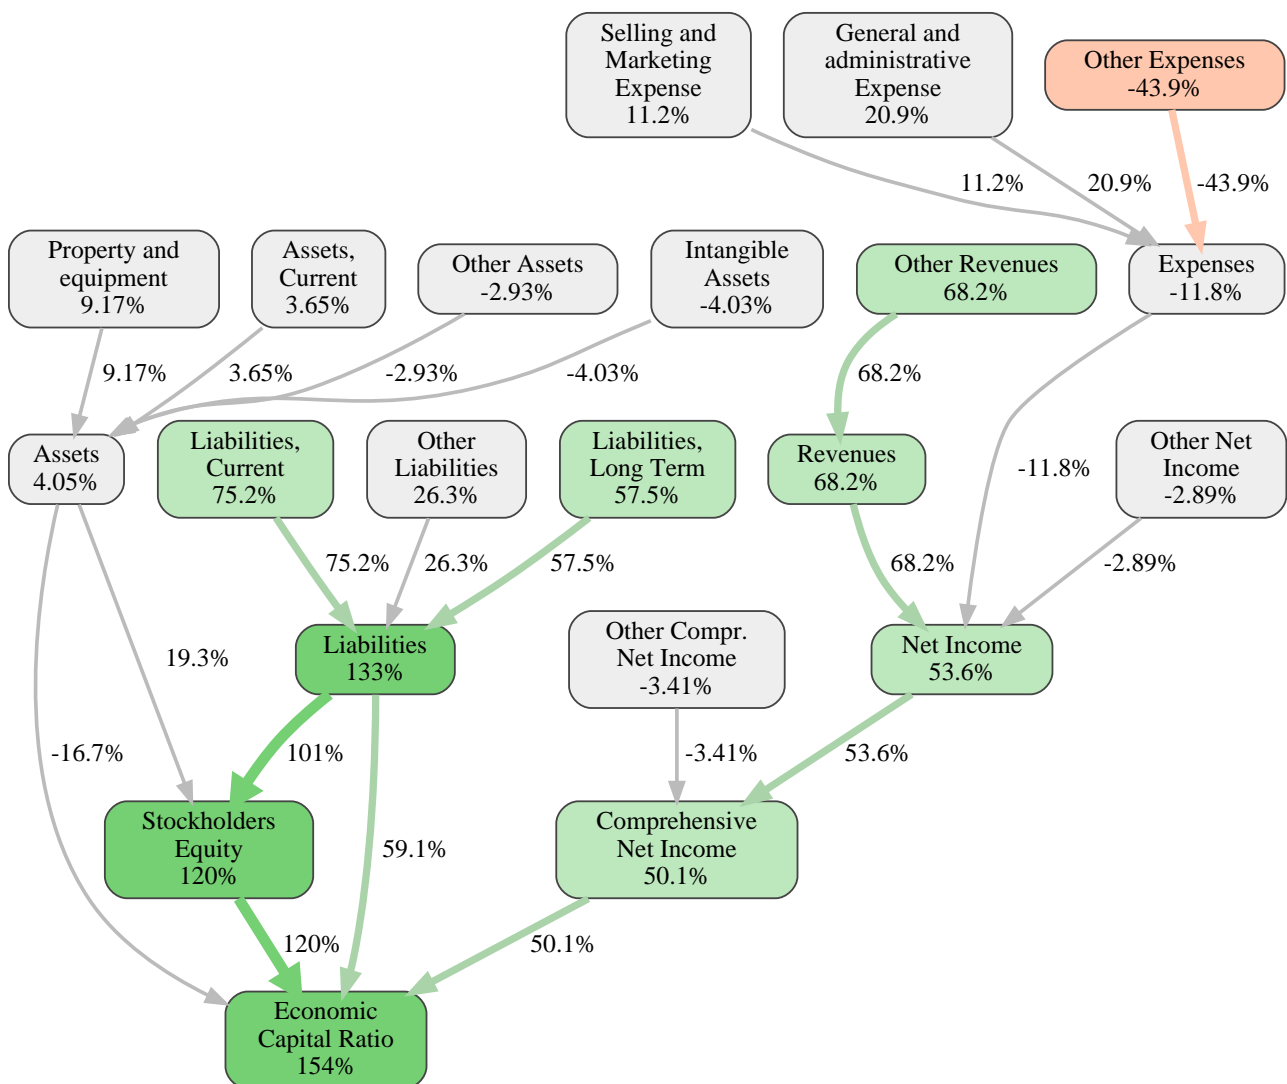 Selling and
Marketing
Expense
11.2%
General and
administrative
Expense
20.9%
Other Expenses
-43.9%
11.2%
20.9%
-43.9%
Property and
equipment
9.17%
Assets,
Current
3.65%
Other Assets
-2.93%
Intangible
Assets
-4.03%
Other Revenues
68.2%
Expenses
-11.8%
9.17%
3.65%
-2.93%
-4.03%
68.2%
Assets
4.05%
Liabilities,
Current
75.2%
Other
Liabilities
26.3%
Liabilities,
Long Term
57.5%
Revenues
68.2%
-11.8%
Other Net
Income
-2.89%
75.2%
26.3%
57.5%
68.2%
-2.89%
19.3%
Liabilities
133%
Other Compr.
Net Income
-3.41%
Net Income
53.6%
-16.7%
101%
-3.41%
53.6%
Stockholders
Equity
120%
59.1%
Comprehensive
Net Income
50.1%
120%
50.1%
Economic
Capital Ratio
154%